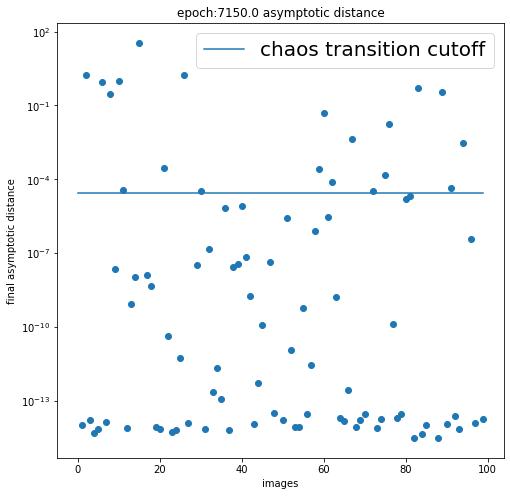 epoch:7150.0 asymptotic distance
chaos transition cutoff
final asymptotic distance
10²
10⁻¹
10⁻⁴
10⁻⁷
10⁻¹⁰
10⁻¹³
0 20 40 60 80 100
images